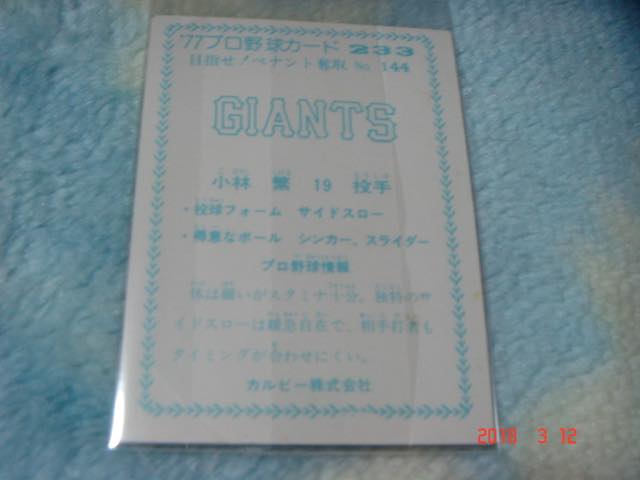 '77プロ野球カード 233
目指せ!ペナント奪取 No. 144
GIANTS
小林 繁 19 投手
・投球フォーム サイドスロー
・得意なボール シンカー、スライダー
プロ野球情報
体は細いがスタミナ十分。独特のサ
イドスローは緩急自在で、相手打者も
タイミングが合わせにくい。
カルビー株式会社
2018 3 12